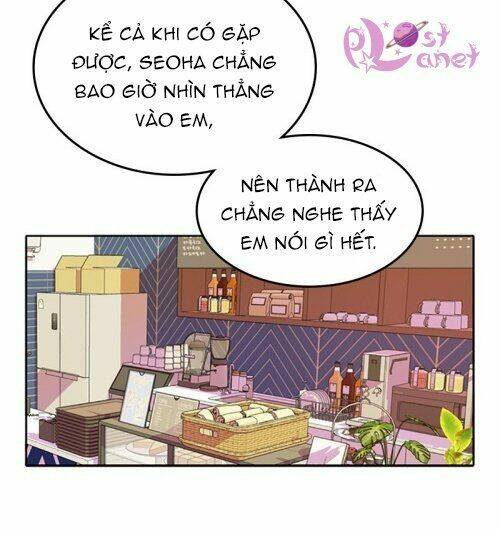 Lost
Planet
KỂ CẢ KHI CÓ GẶP
ĐƯỢC, SEOHA CHẲNG
BAO GIỜ NHÌN THẲNG
VÀO EM,
NÊN THÀNH RA
CHẲNG NGHE THẤY
EM NÓI GÌ HẾT.